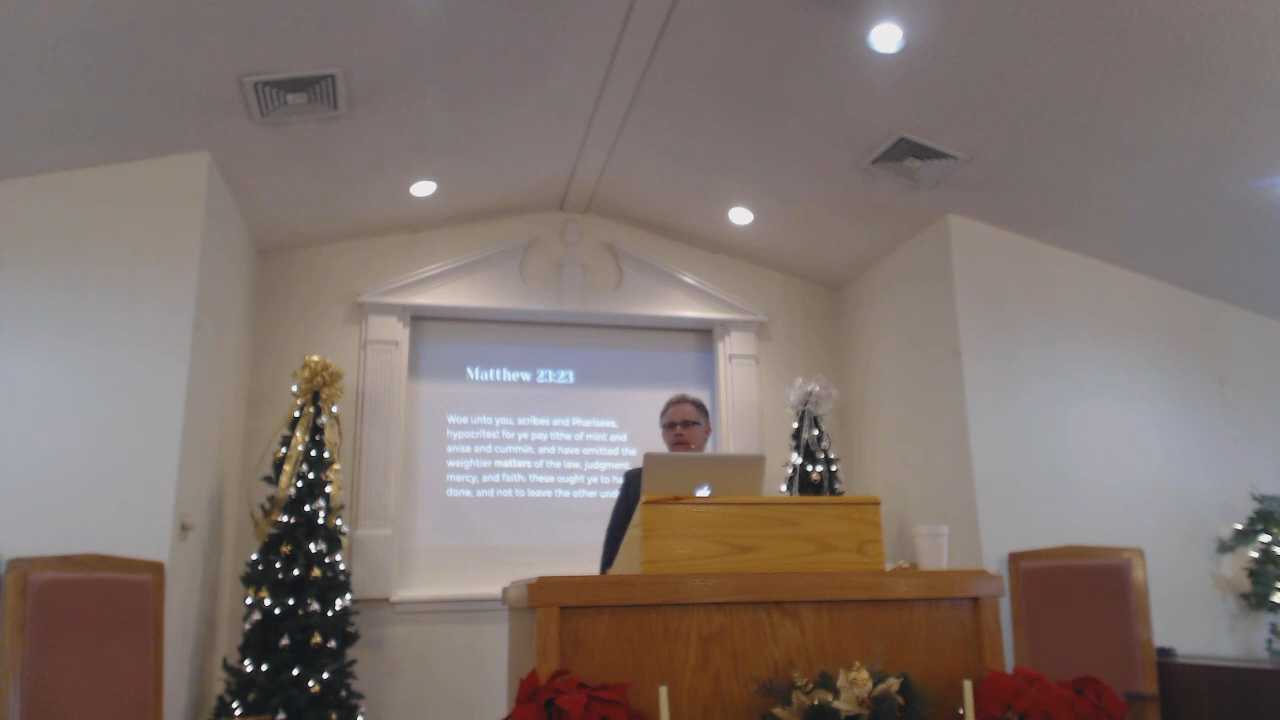 Matthew 23:23
Woe unto you, scribes and Pharisees,
hypocrites! for ye pay tithe of mint and
anise and cummin, and have omitted the
weightier matters of the law, judgment,
mercy, and faith: these ought ye to ha
done, and not to leave the other und